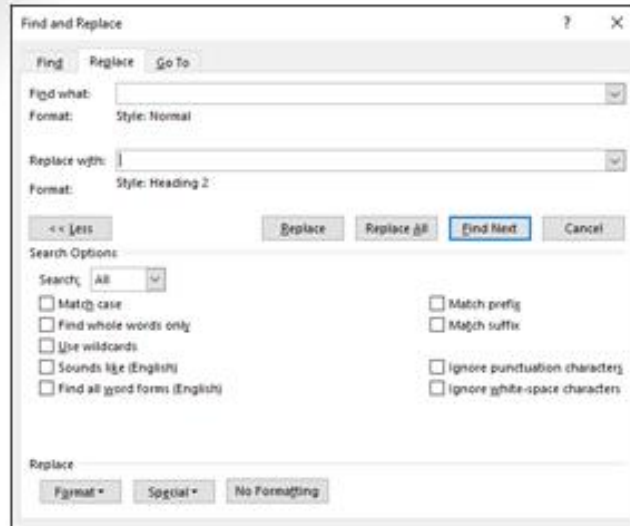 Find and Replace ? ×
Find Replace Go To
Find what:
Format: Style: Normal
Replace with:
Format: Style: Heading 2
<< Less Replace Replace All Find Next Cancel
Search Options
Search: All
Match case Match prefix
Find whole words only Match suffix
Use wildcards
Sounds like (English) Ignore punctuation characters
Find all word forms (English) Ignore white-space characters
Replace
Format Special No Formatting